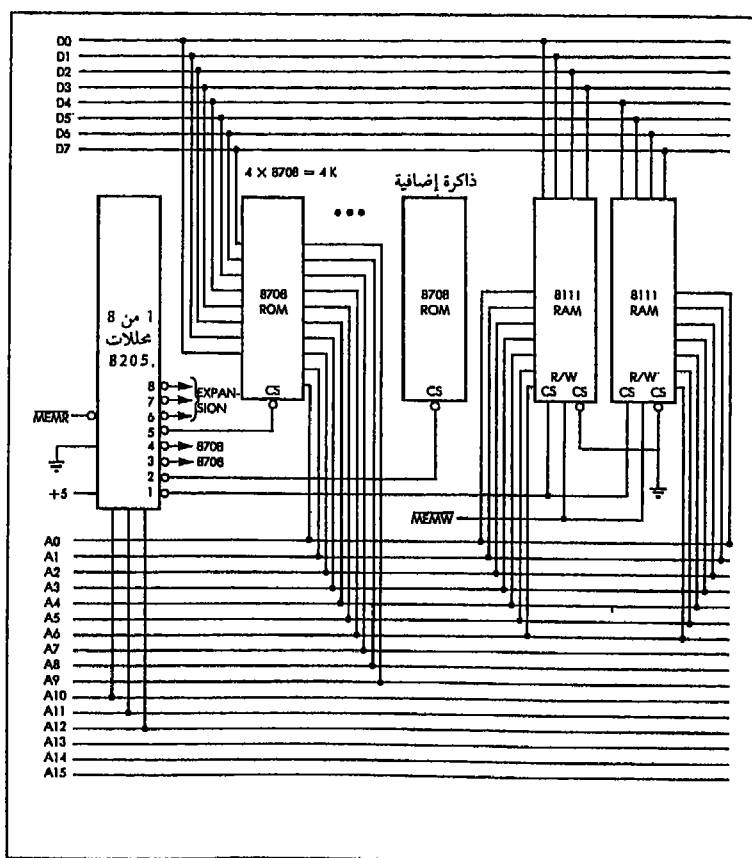 D0
D1
D2
D3
D4
D5
D6
D7
4 X 8708 = 4 K
•••
ذاكرة إضافية
1 من 8
محللات
8205.
8708
ROM
8708
ROM
8111
RAM
8111
RAM
R/W
R/W
CS
CS
CS
CS
CS
CS
8
7
6
5
4
3
2
1
EXPAN-
SION
8708
8708
MEMR
+5
MEMW
A0
A1
A2
A3
A4
A5
A6
A7
A8
A9
A10
A11
A12
A13
A14
A15